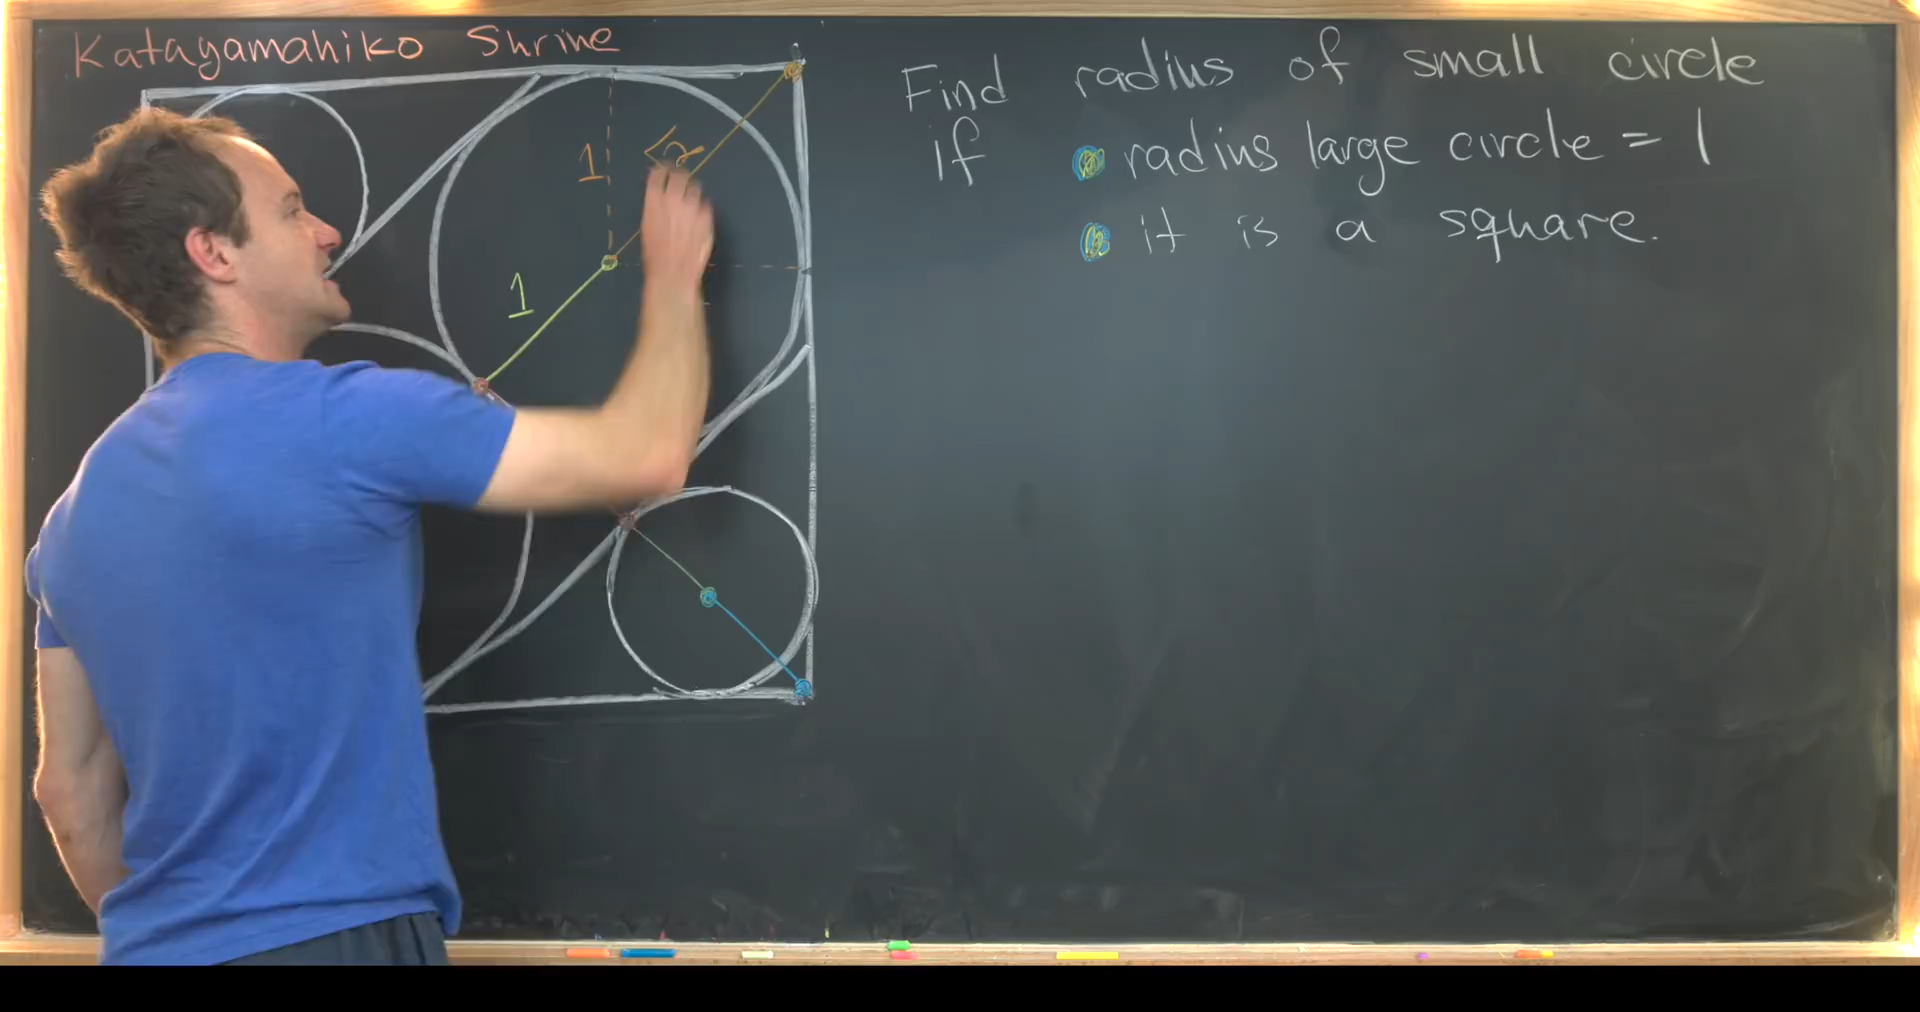 Katayamahiko Shrine
Find radius of small circle
if radius large circle = 1
it is a square.
1
1